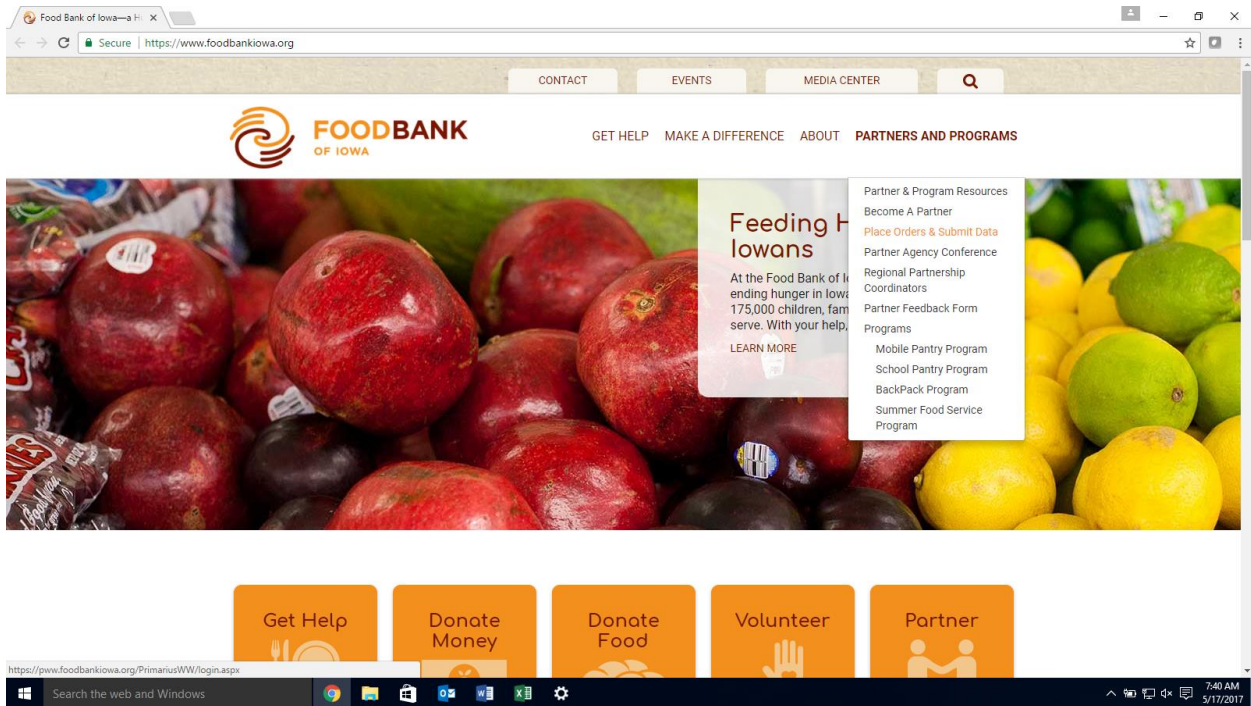 Food Bank of Iowa—a H
Secure | https://www.foodbankiowa.org
CONTACT EVENTS MEDIA CENTER
FOODBANK
OF IOWA
GET HELP MAKE A DIFFERENCE ABOUT PARTNERS AND PROGRAMS
Partner & Program Resources
Become A Partner
Place Orders & Submit Data
Partner Agency Conference
Regional Partnership
Coordinators
Partner Feedback Form
Programs
Mobile Pantry Program
School Pantry Program
BackPack Program
Summer Food Service
Program
Feeding H
Iowans
At the Food Bank of I
ending hunger in Iowa
175,000 children, fam
serve. With your help,
LEARN MORE
Get Help
Donate
Money
Donate
Food
Volunteer
Partner
https://pww.foodbankiowa.org/PrimariusWW/login.aspx
Search the web and Windows
7:40 AM
5/17/2017